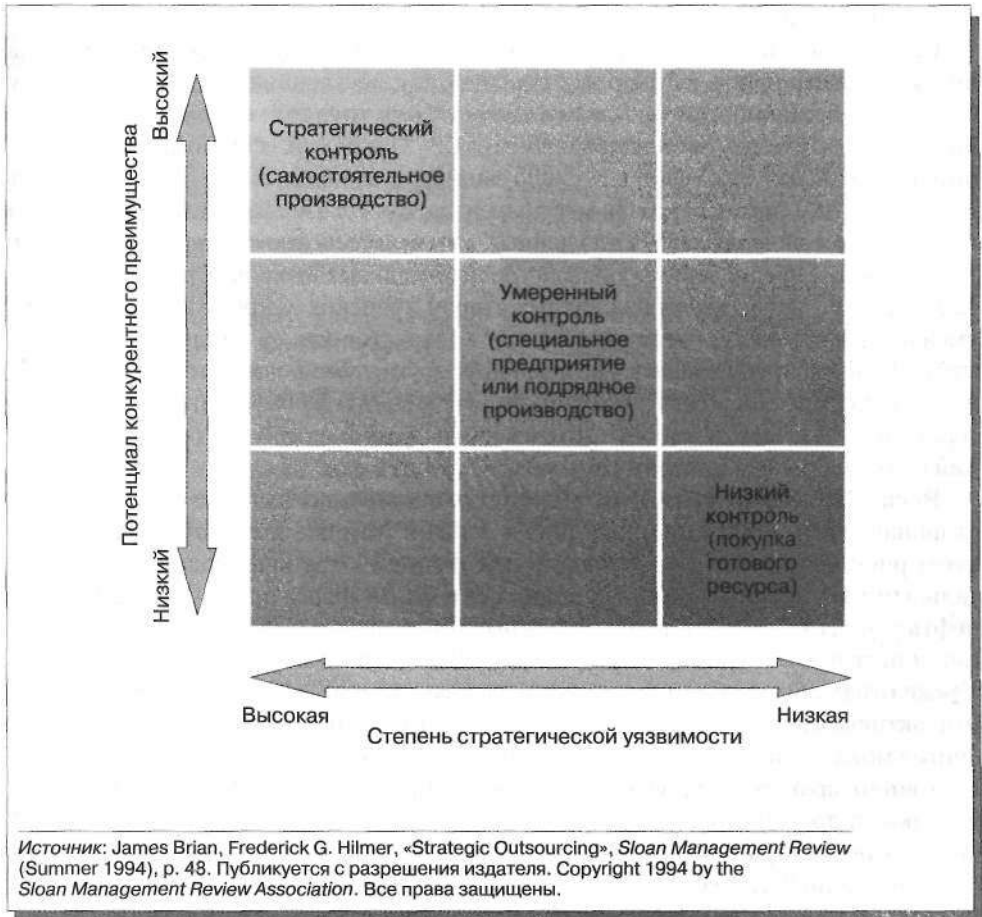 Высокий
Потенциал конкурентного преимущества
Низкий
Стратегический
контроль
(самостоятельное
производство)
Умеренный
контроль
(специальное
предприятие
или подрядное
производство)
Низкий
контроль
(покупка
готового
ресурса)
Высокая
Низкая
Степень стратегической уязвимости
Источник: James Brian, Frederick G. Hilmer, «Strategic Outsourcing», Sloan Management Review
(Summer 1994), p. 48. Публикуется с разрешения издателя. Copyright 1994 by the
Sloan Management Review Association. Все права защищены.